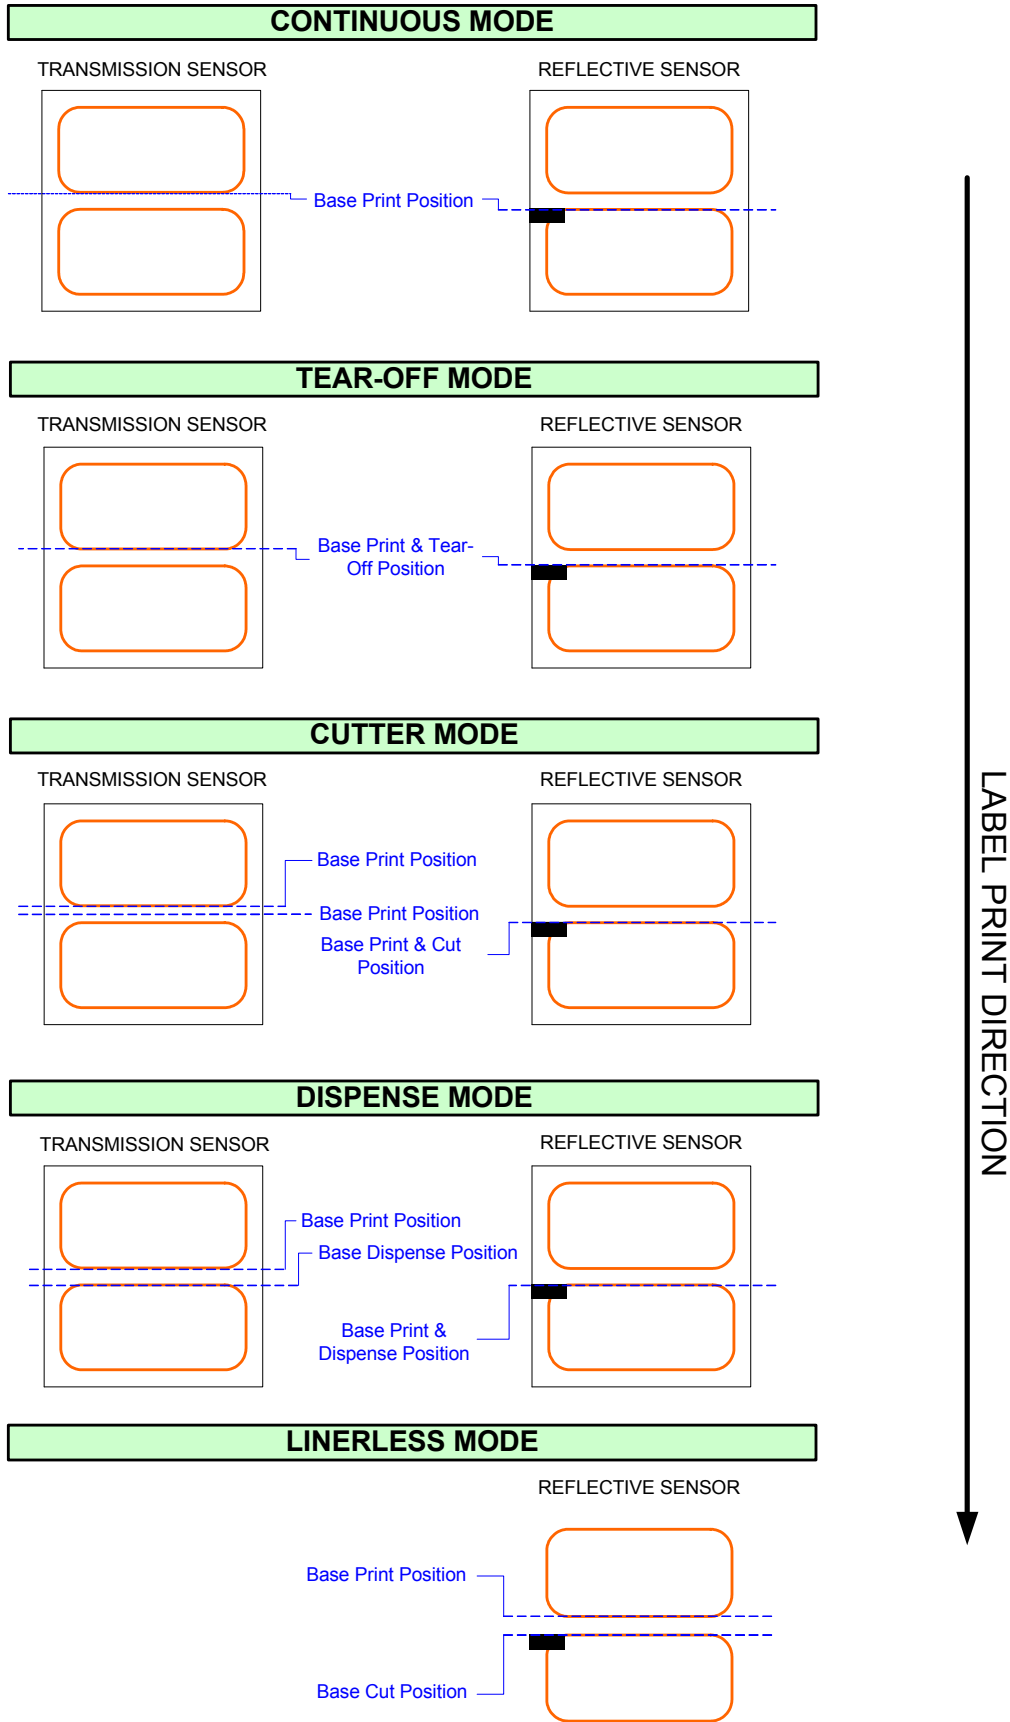 CONTINUOUS MODE
TRANSMISSION SENSOR
REFLECTIVE SENSOR
Base Print Position
TEAR-OFF MODE
TRANSMISSION SENSOR
REFLECTIVE SENSOR
Base Print & Tear-
Off Position
CUTTER MODE
TRANSMISSION SENSOR
REFLECTIVE SENSOR
Base Print Position
Base Print Position
Base Print & Cut
Position
DISPENSE MODE
TRANSMISSION SENSOR
REFLECTIVE SENSOR
Base Print Position
Base Dispense Position
Base Print &
Dispense Position
LINERLESS MODE
REFLECTIVE SENSOR
Base Print Position
Base Cut Position
LABEL PRINT DIRECTION